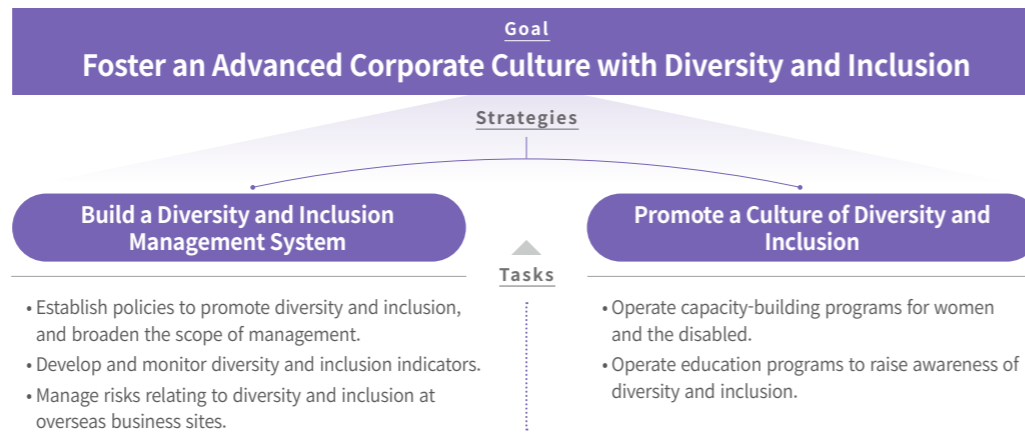 Goal
Foster an Advanced Corporate Culture with Diversity and Inclusion
Strategies
Build a Diversity and Inclusion
Management System
Promote a Culture of Diversity and
Inclusion
Tasks
• Establish policies to promote diversity and inclusion,
and broaden the scope of management.
• Develop and monitor diversity and inclusion indicators.
• Manage risks relating to diversity and inclusion at
overseas business sites.
• Operate capacity-building programs for women
and the disabled.
• Operate education programs to raise awareness of
diversity and inclusion.